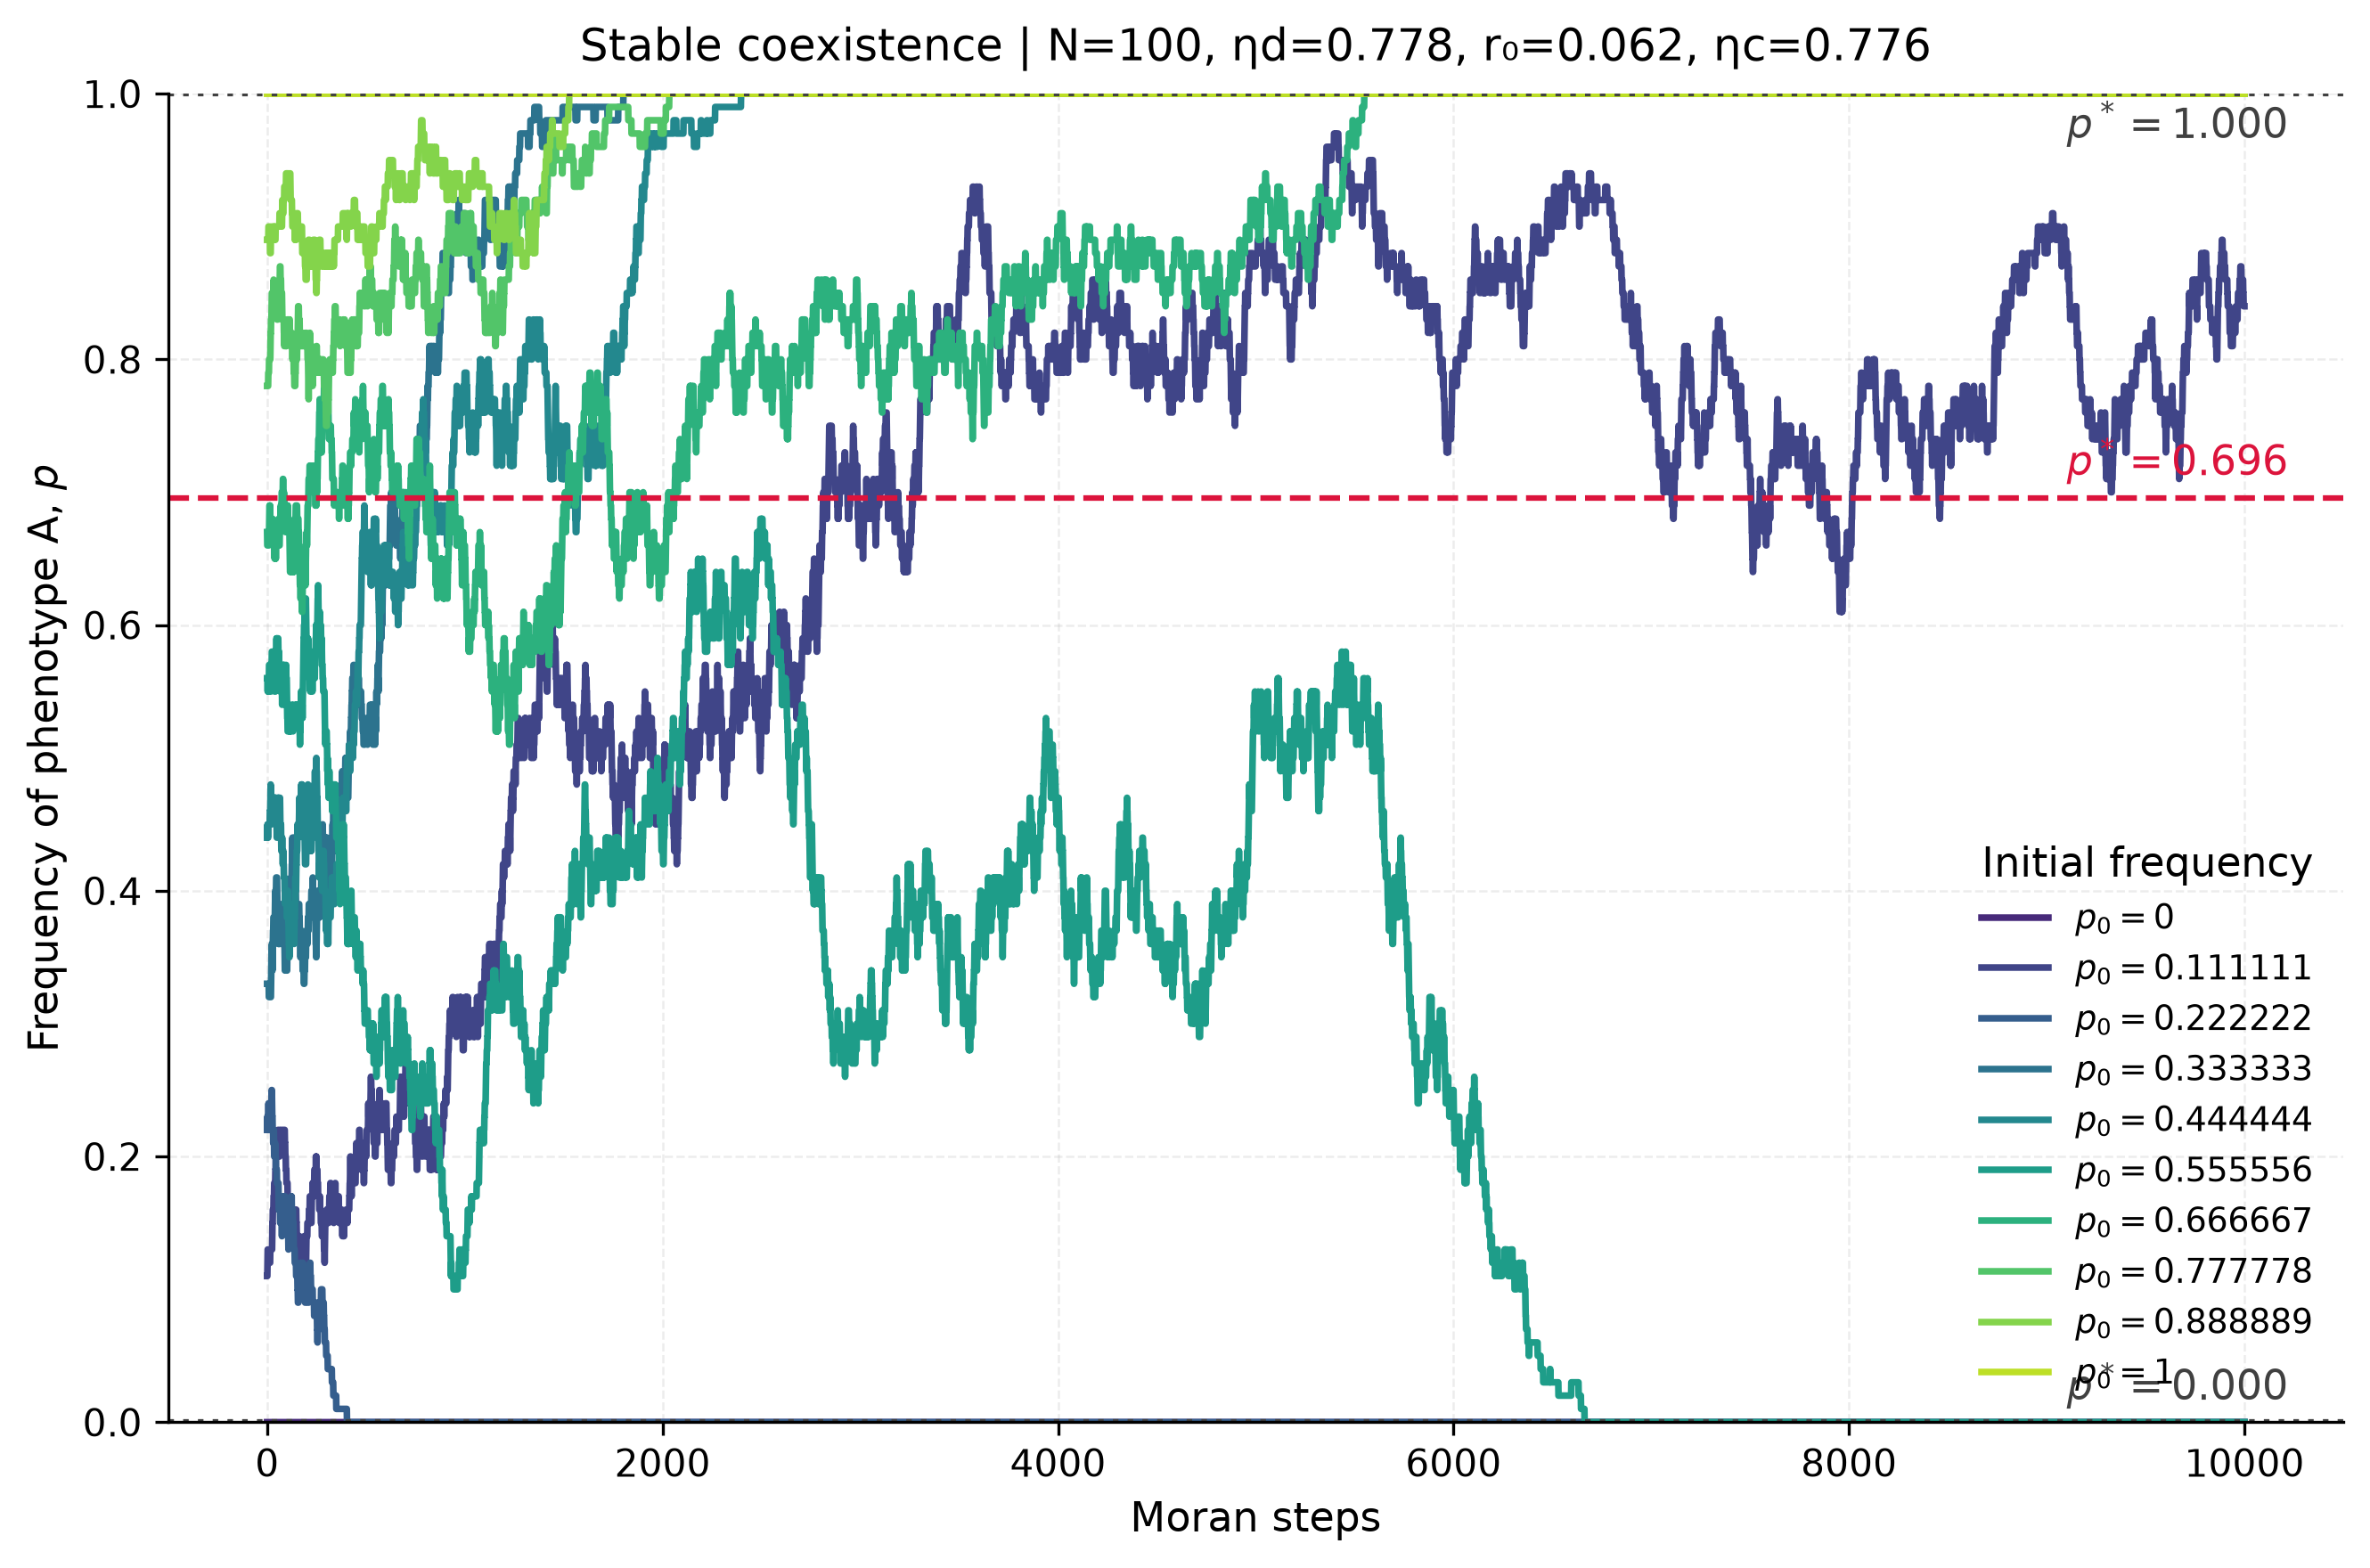 Stable coexistence | N=100, ηd=0.778, r₀=0.062, ηc=0.776
1.0
0.8
0.6
0.4
0.2
0.0
Frequency of phenotype A, p
p* = 1.000
p* = 0.696
Initial frequency
p₀ = 0
p₀ = 0.111111
p₀ = 0.222222
p₀ = 0.333333
p₀ = 0.444444
p₀ = 0.555556
p₀ = 0.666667
p₀ = 0.777778
p₀ = 0.888889
p₀ = 1
p* = 0.000
0
2000
4000
6000
8000
10000
Moran steps